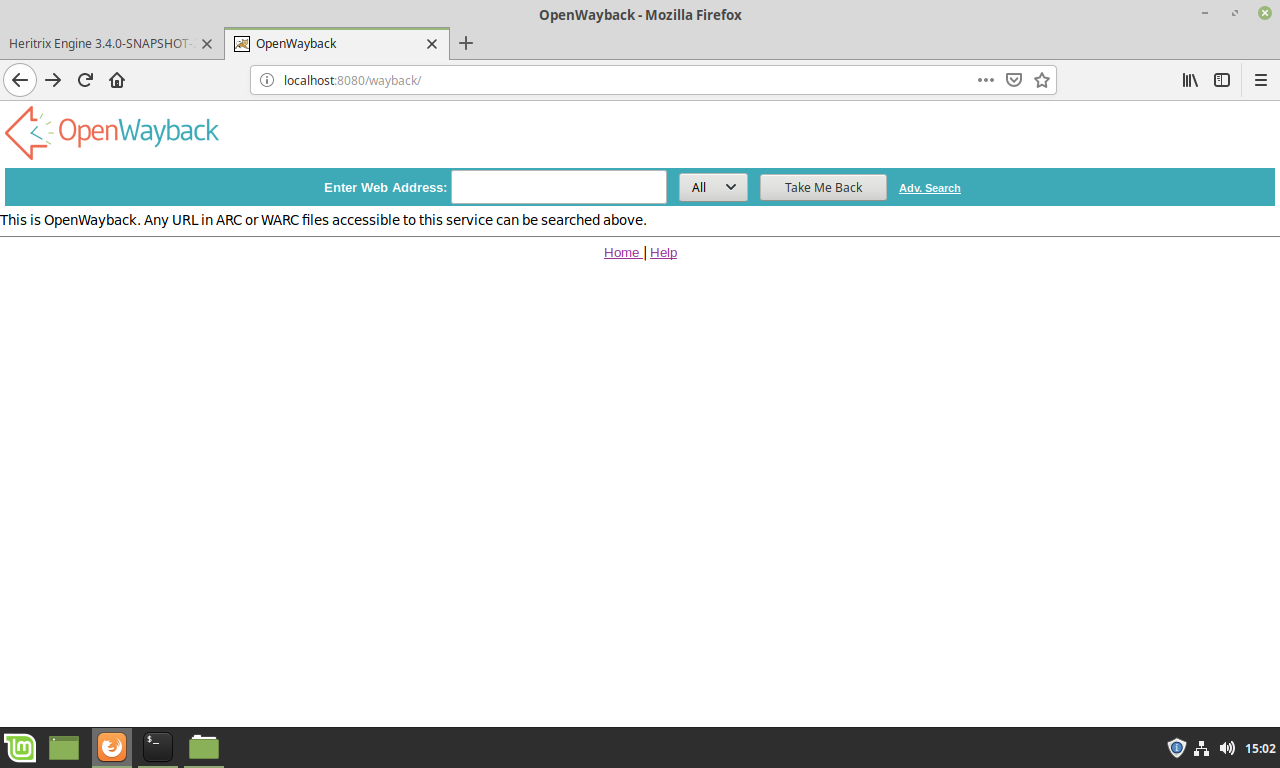 OpenWayback - Mozilla Firefox
Heritrix Engine 3.4.0-SNAPSHOT- OpenWayback
localhost:8080/wayback/
OpenWayback
Enter Web Address: All Take Me Back Adv. Search
This is OpenWayback. Any URL in ARC or WARC files accessible to this service can be searched above.
Home | Help
15:02